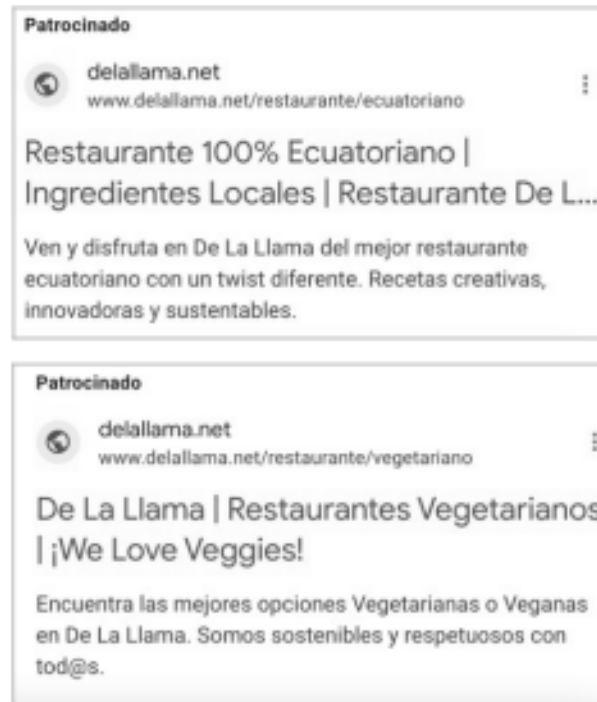 Patrocinado
delallama.net
www.delallama.net/restaurante/ecuatoriano
Restaurante 100% Ecuatoriano |
Ingredientes Locales | Restaurante De L...
Ven y disfruta en De La Llama del mejor restaurante
ecuatoriano con un twist diferente. Recetas creativas,
innovadoras y sustentables.
Patrocinado
delallama.net
www.delallama.net/restaurante/vegetariano
De La Llama | Restaurantes Vegetarianos
| ¡We Love Veggies!
Encuentra las mejores opciones Vegetarianas o Veganas
en De La Llama. Somos sostenibles y respetuosos con
tod@s.